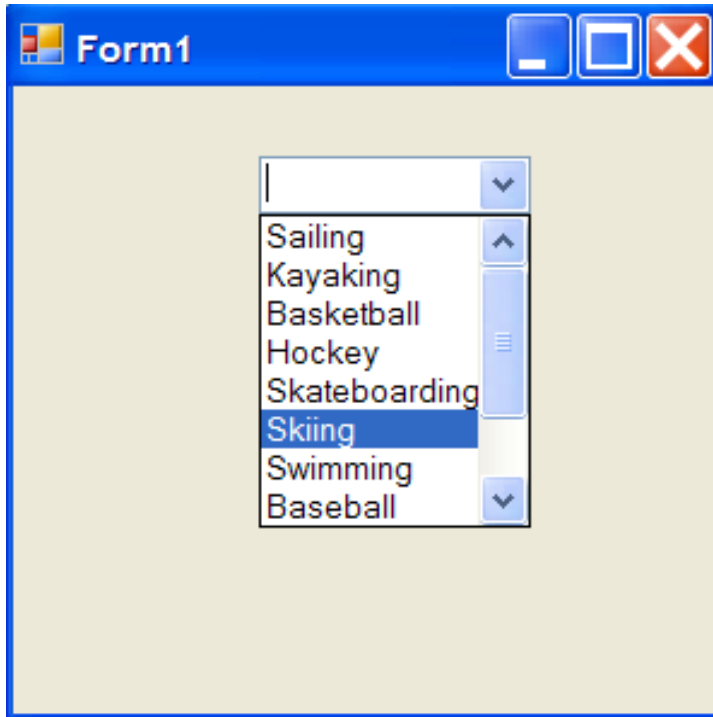 Form1
Sailing
Kayaking
Basketball
Hockey
Skateboarding
Skiing
Swimming
Baseball